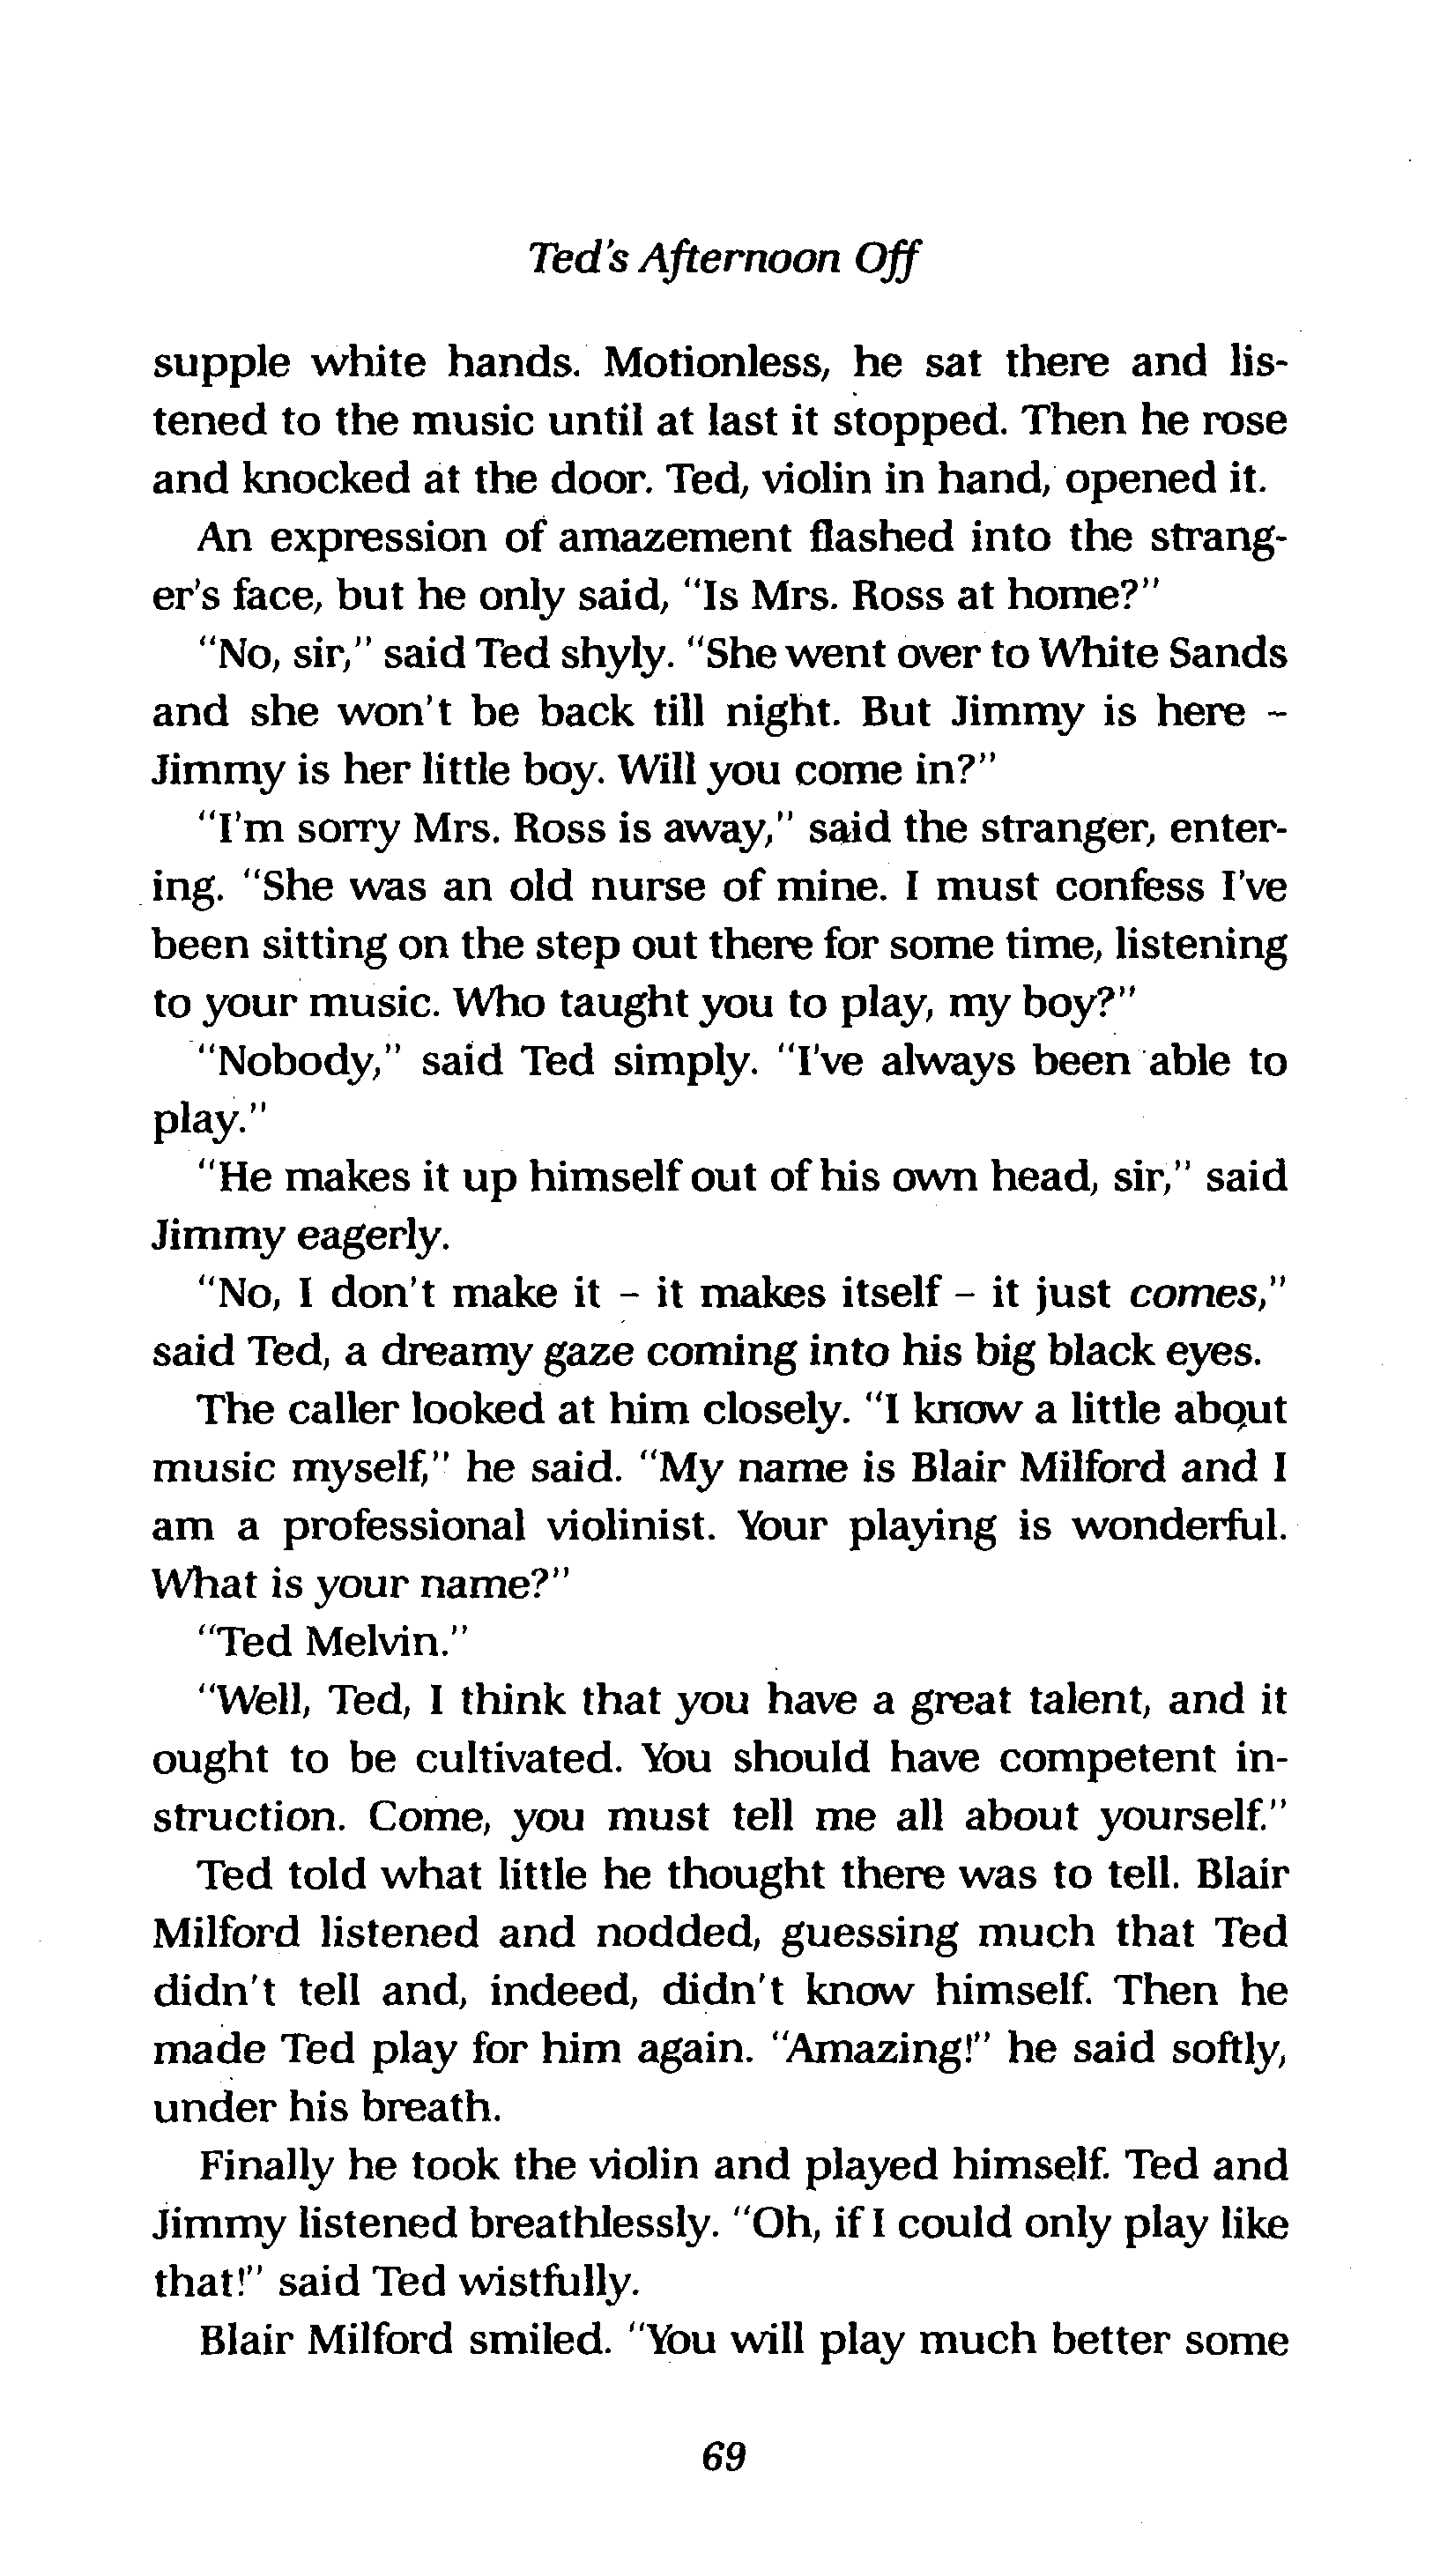 Ted's Afternoon Off
supple white hands. Motionless, he sat there and lis-
tened to the music until at last it stopped. Then he rose
and knocked at the door. Ted, violin in hand, opened it.
An expression of amazement flashed into the strang-
er's face, but he only said, "Is Mrs. Ross at home?"
"No, sir," said Ted shyly. "She went over to White Sands
and she won't be back till night. But Jimmy is here –
Jimmy is her little boy. Will you come in?"
"I'm sorry Mrs. Ross is away," said the stranger, enter-
ing. "She was an old nurse of mine. I must confess I've
been sitting on the step out there for some time, listening
to your music. Who taught you to play, my boy?"
"Nobody," said Ted simply. "I've always been able to
play."
"He makes it up himself out of his own head, sir," said
Jimmy eagerly.
"No, I don't make it – it makes itself – it just comes,"
said Ted, a dreamy gaze coming into his big black eyes.
The caller looked at him closely. "I know a little about
music myself," he said. "My name is Blair Milford and I
am a professional violinist. Your playing is wonderful.
What is your name?"
"Ted Melvin."
"Well, Ted, I think that you have a great talent, and it
ought to be cultivated. You should have competent in-
struction. Come, you must tell me all about yourself."
Ted told what little he thought there was to tell. Blair
Milford listened and nodded, guessing much that Ted
didn't tell and, indeed, didn't know himself. Then he
made Ted play for him again. "Amazing!" he said softly,
under his breath.
Finally he took the violin and played himself. Ted and
Jimmy listened breathlessly. "Oh, if I could only play like
that!" said Ted wistfully.
Blair Milford smiled. "You will play much better some
69